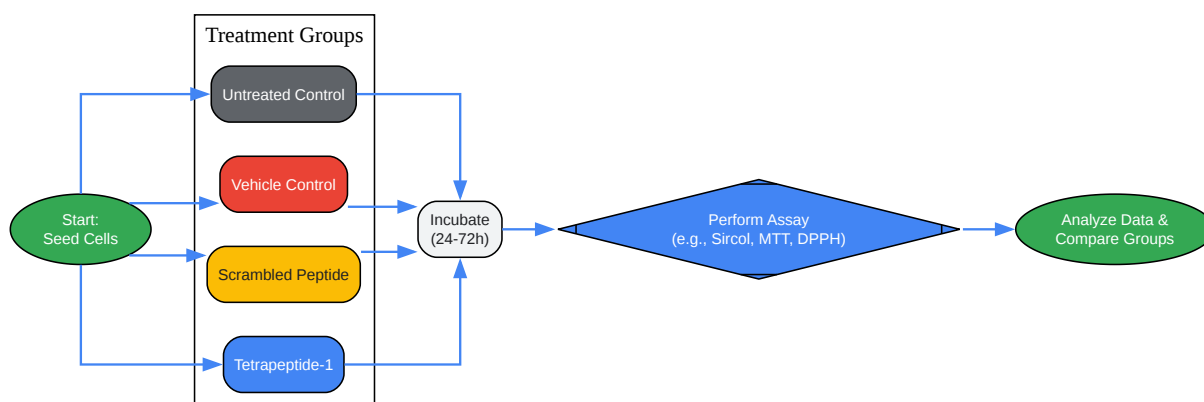 Treatment Groups
Untreated Control
Vehicle Control
Start:
Seed Cells
Scrambled Peptide
Tetrapeptide-1
Incubate
(24-72h)
Perform Assay
(e.g., Sircol, MTT, DPPH)
Analyze Data &
Compare Groups